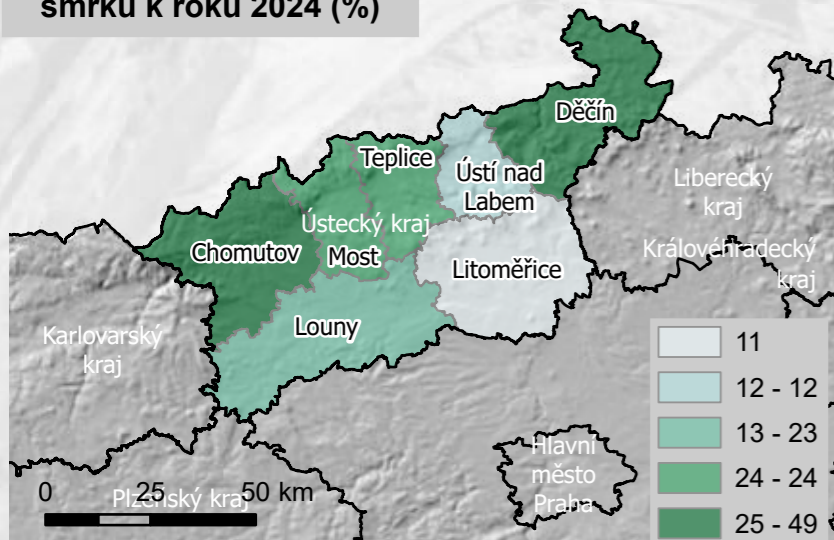 smrku k roku 2024 (%)
Děčín
Teplice
Ústí nad
Labem
Liberecký
kraj
Ústecký kraj
Chomutov
Most
Litoměřice
Královéhradecký
kraj
Louny
Karlovarský
kraj
11
12 - 12
13 - 23
24 - 24
25 - 49
Hlavní
město
Praha
Plzeňský kraj
0 25 50 km